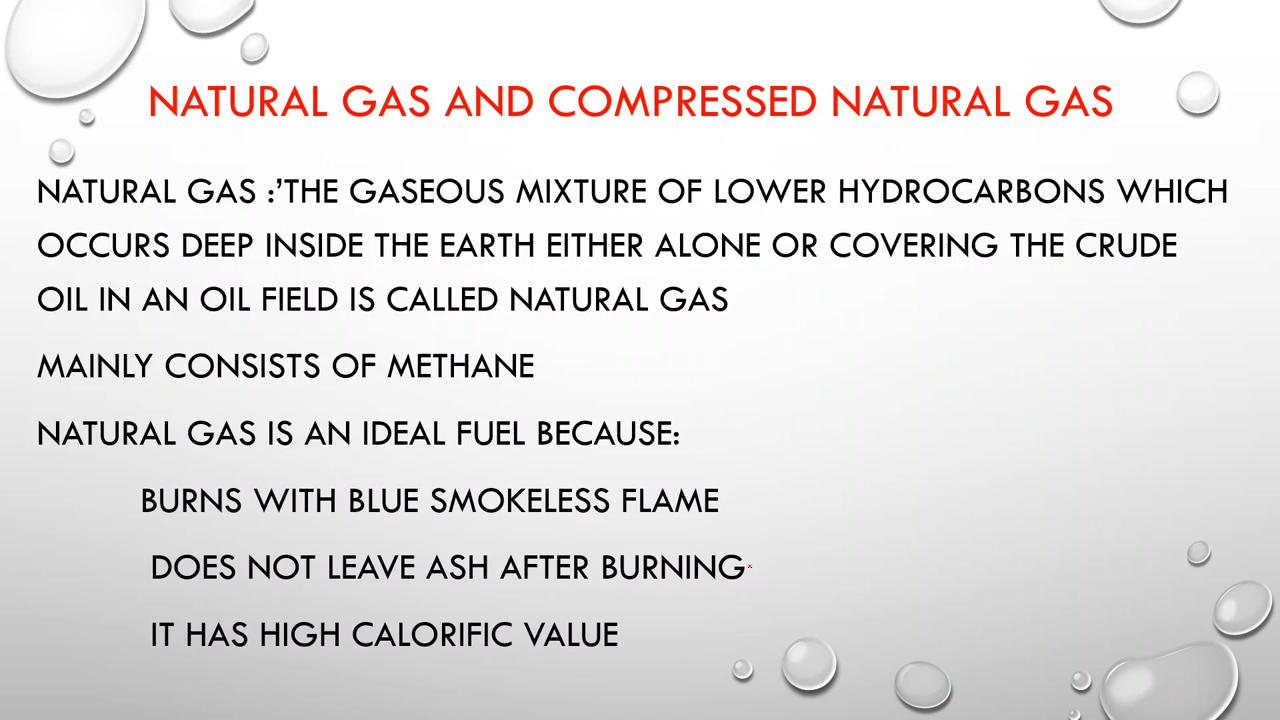 NATURAL GAS AND COMPRESSED NATURAL GAS
NATURAL GAS :’THE GASEOUS MIXTURE OF LOWER HYDROCARBONS WHICH
OCCURS DEEP INSIDE THE EARTH EITHER ALONE OR COVERING THE CRUDE
OIL IN AN OIL FIELD IS CALLED NATURAL GAS
MAINLY CONSISTS OF METHANE
NATURAL GAS IS AN IDEAL FUEL BECAUSE:
BURNS WITH BLUE SMOKELESS FLAME
DOES NOT LEAVE ASH AFTER BURNING
IT HAS HIGH CALORIFIC VALUE